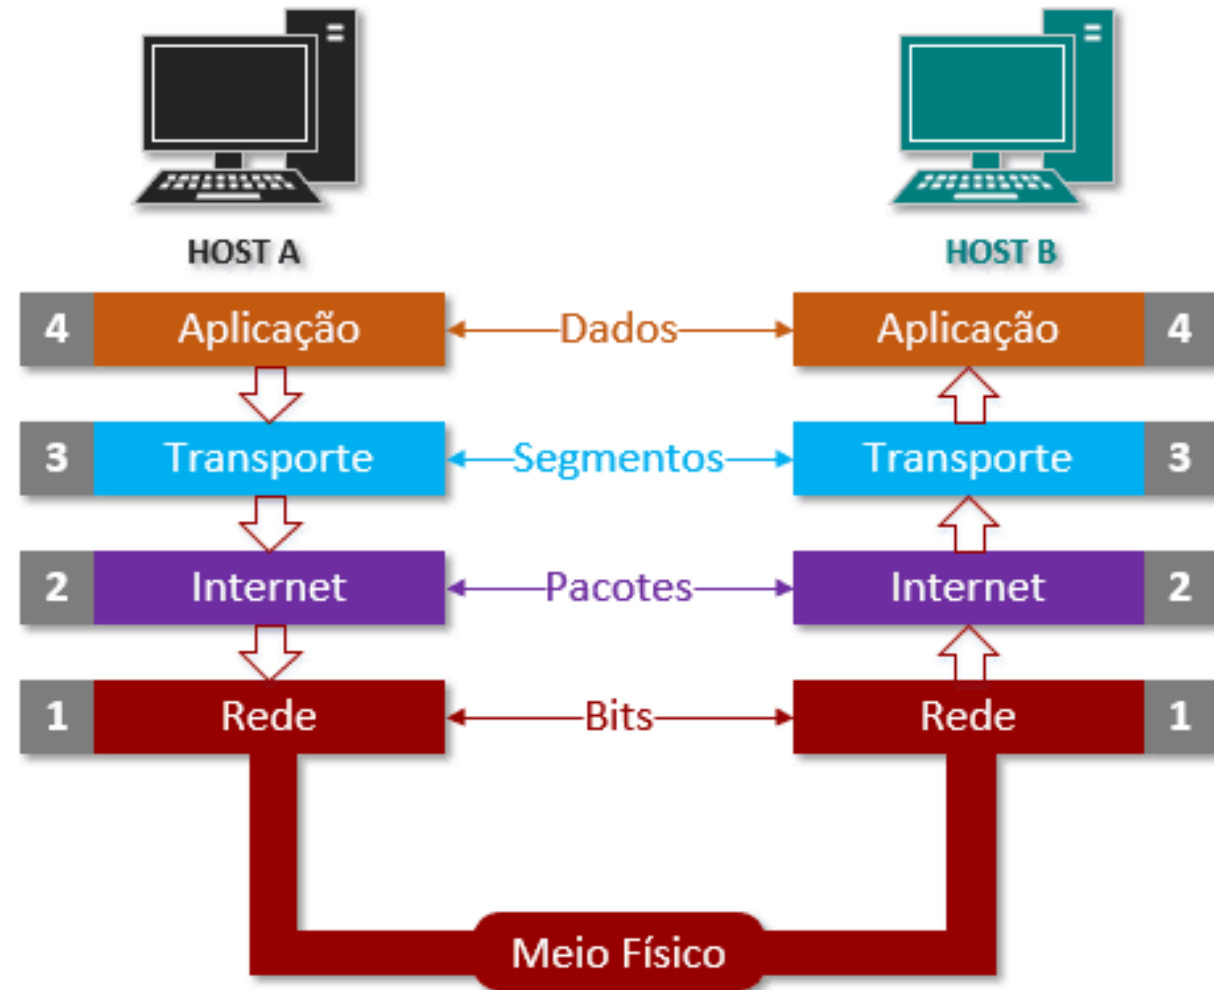 HOST A
HOST B
4 Aplicação Dados Aplicação 4
3 Transporte Segmentos Transporte 3
2 Internet Pacotes Internet 2
1 Rede Bits Rede 1
Meio Físico